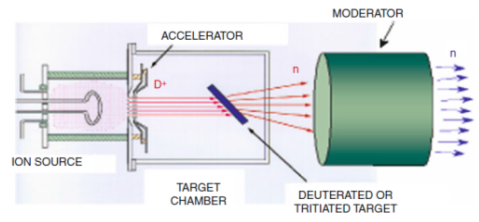 MODERATOR
ACCELERATOR
n
n
D+
ION SOURCE
TARGET
CHAMBER
DEUTERATED OR
TRITIATED TARGET